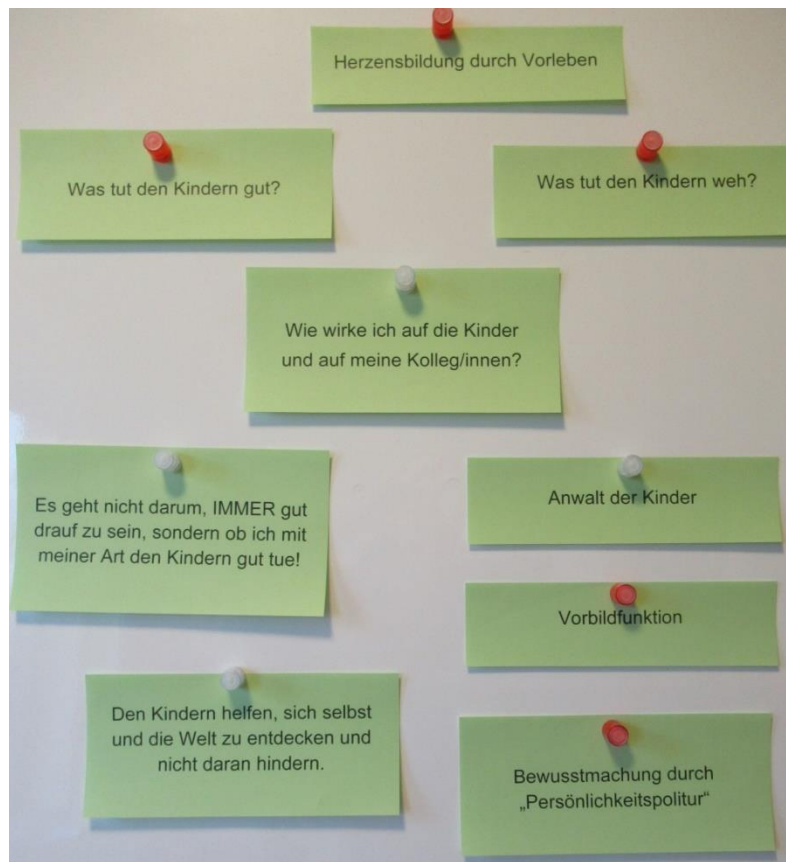 Herzensbildung durch Vorleben
Was tut den Kindern gut?
Was tut den Kindern weh?
Wie wirke ich auf die Kinder
und auf meine Kolleg/innen?
Es geht nicht darum, IMMER gut
drauf zu sein, sondern ob ich mit
meiner Art den Kindern gut tue!
Anwalt der Kinder
Vorbildfunktion
Den Kindern helfen, sich selbst
und die Welt zu entdecken und
nicht daran hindern.
Bewusstmachung durch
„Persönlichkeitspolitur“